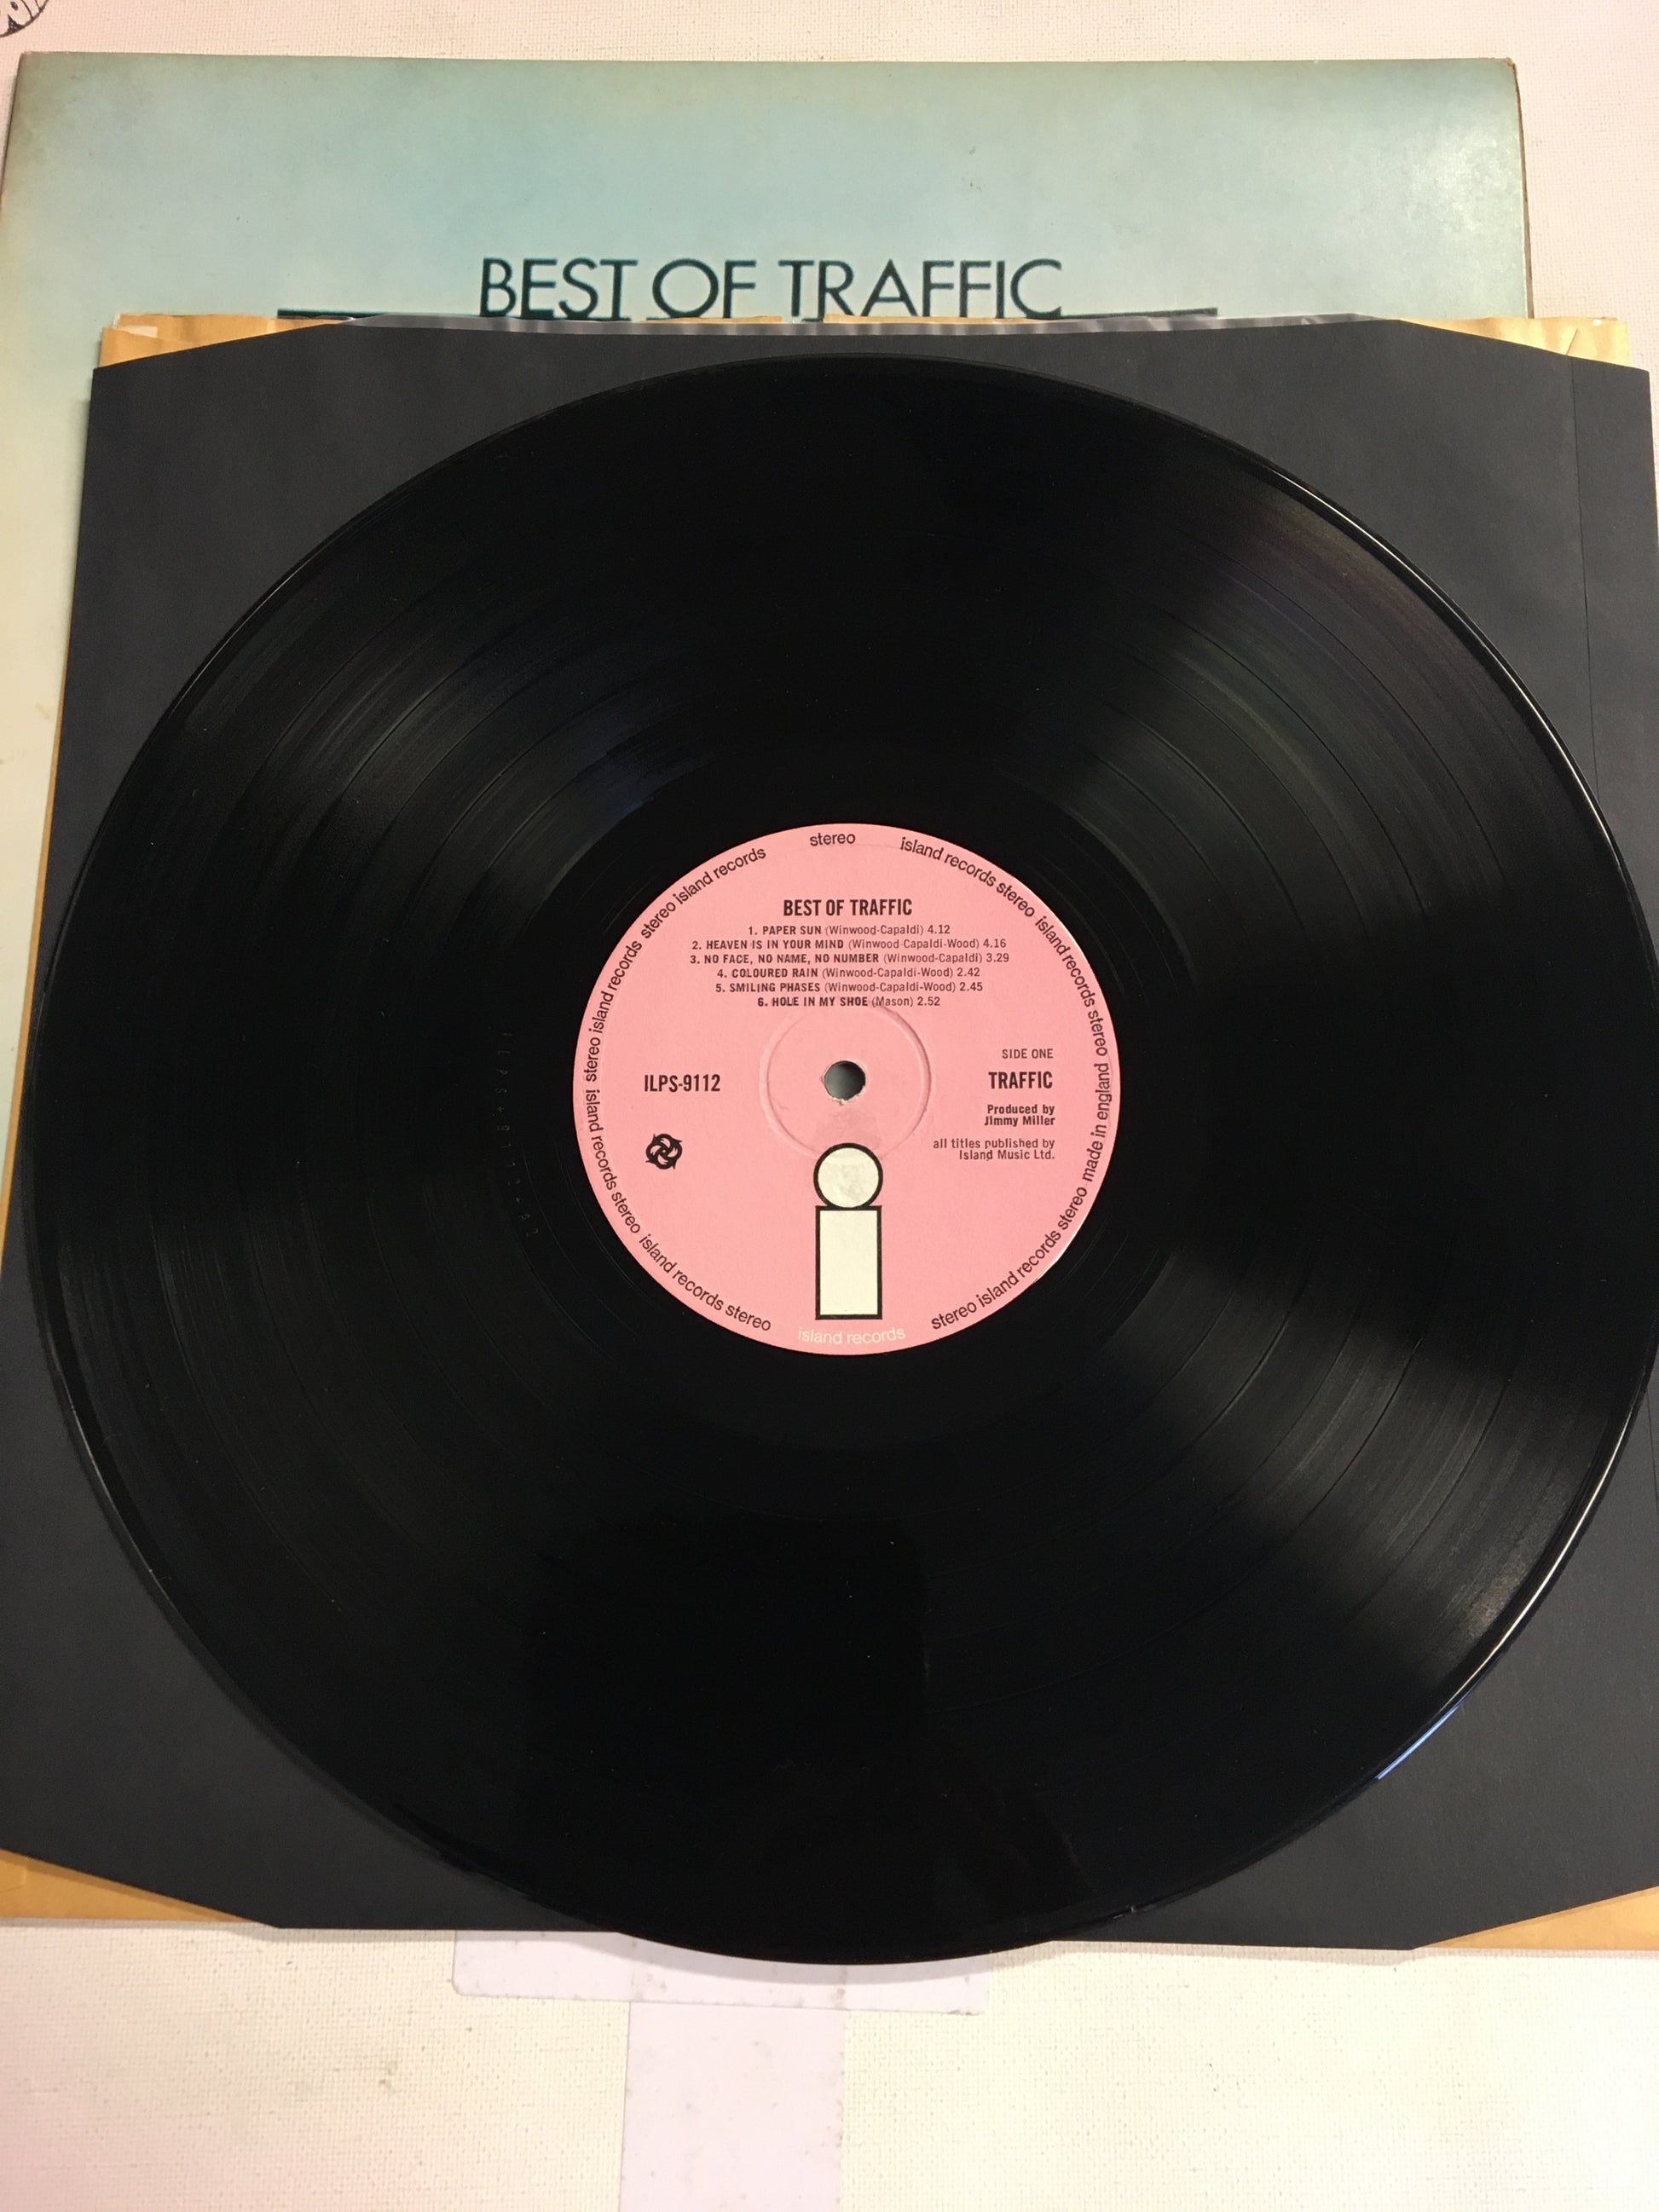 BEST OF TRAFFIC
stereo
island records stereo island records stereo made in england
stereo island records
island records stereo island records stereo island records stereo island records stereo
BEST OF TRAFFIC
1. PAPER SUN (Winwood-Capaldi) 4.12
2. HEAVEN IS IN YOUR MIND (Winwood-Capaldi-Wood) 4.16
3. NO FACE, NO NAME, NO NUMBER (Winwood-Capaldi) 3.29
4. COLOURED RAIN (Winwood-Capaldi-Wood) 2.42
5. SMILING PHASES (Winwood-Capaldi-Wood) 2.45
6. HOLE IN MY SHOE (Mason) 2.52
SIDE ONE
ILPS-9112
TRAFFIC
Produced by
Jimmy Miller
all titles published by
Island Music Ltd.
island records